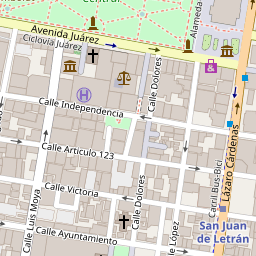 Central
Alameda
Avenida Juárez
Ciclovía Juárez
Calle Dolores
Calle Independencia
Calle Artículo 123
Calle Luis Moya
Calle Victoria
Calle Dolores
Lázaro Cárdenas
Carril Bus-Bici
San Juan
de Letrán
Calle Ayuntamiento
López
H